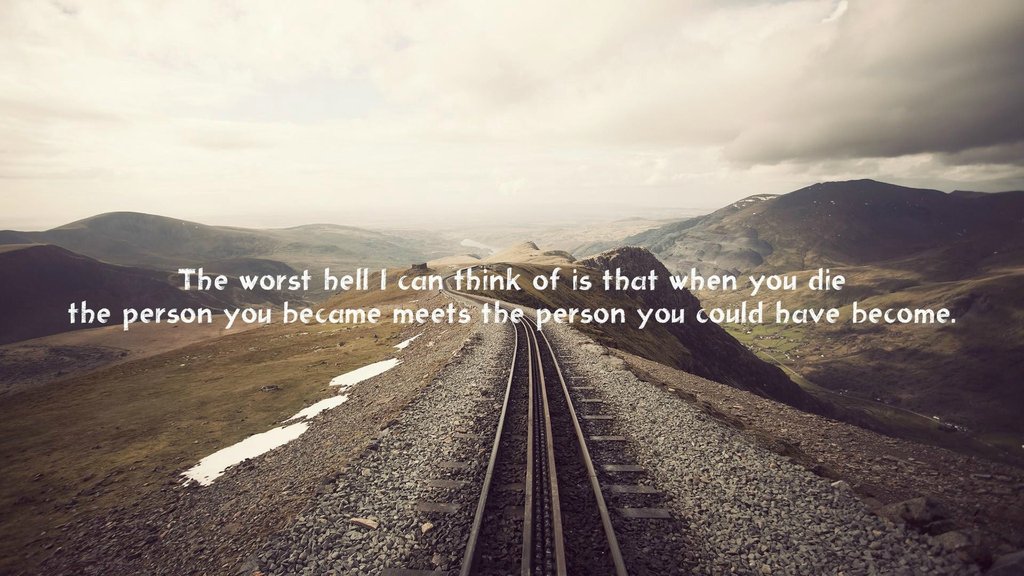 The worst hell I can think of is that when you die
the person you became meets the person you could have become.